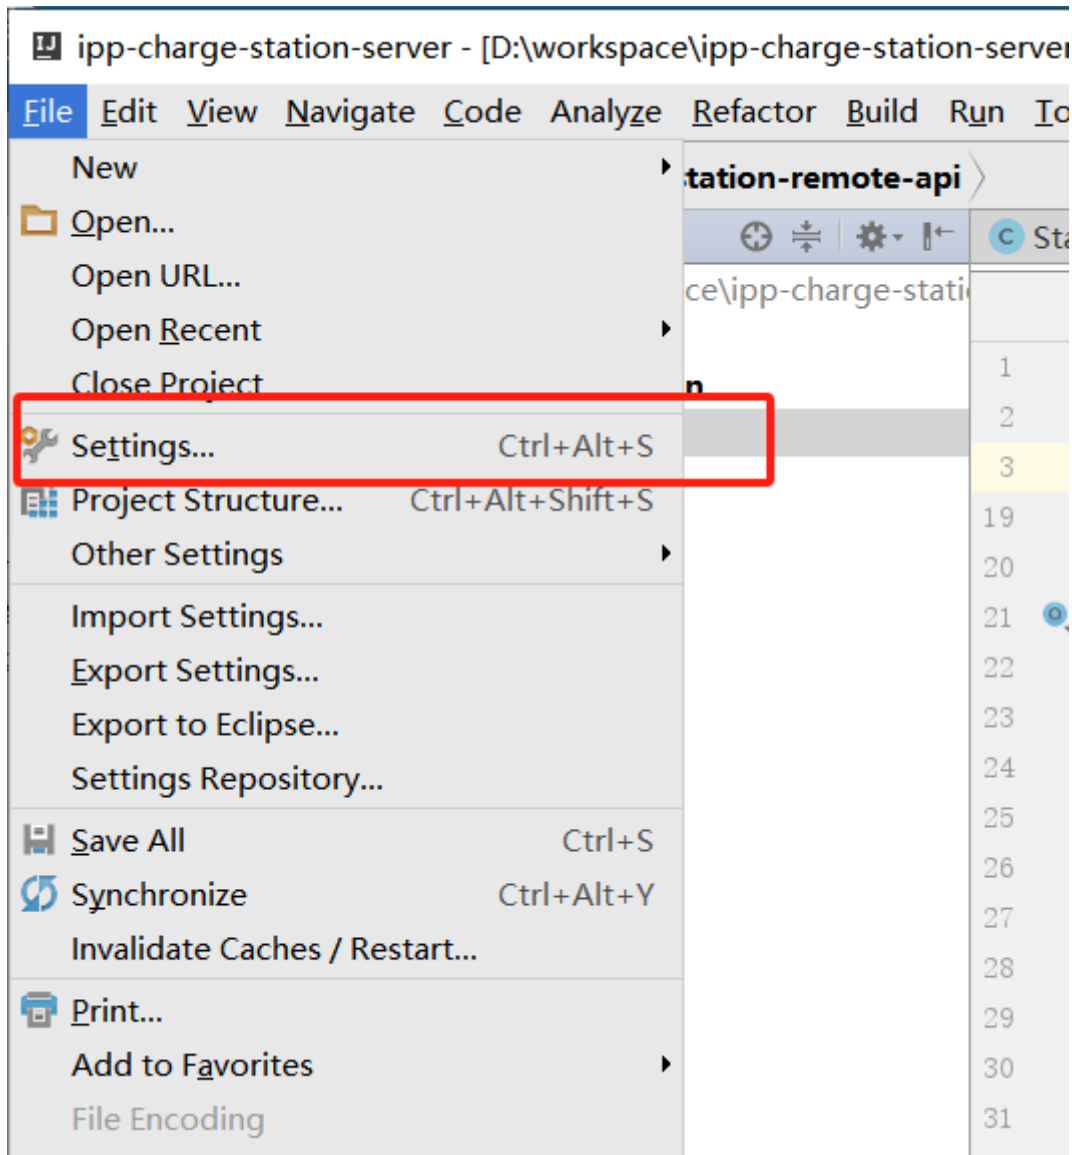 IJ ipp-charge-station-server - [D:\workspace\ipp-charge-station-server
File Edit View Navigate Code Analyze Refactor Build Run To
New
tation-remote-api
Open...
C Sta
Open URL...
ce\ipp-charge-stati
Open Recent
Close Project
n
Settings... Ctrl+Alt+S
Project Structure... Ctrl+Alt+Shift+S
Other Settings
Import Settings...
Export Settings...
Export to Eclipse...
Settings Repository...
Save All Ctrl+S
Synchronize Ctrl+Alt+Y
Invalidate Caches / Restart...
Print...
Add to Favorites
File Encoding
1
2
3
19
20
21
22
23
24
25
26
27
28
29
30
31